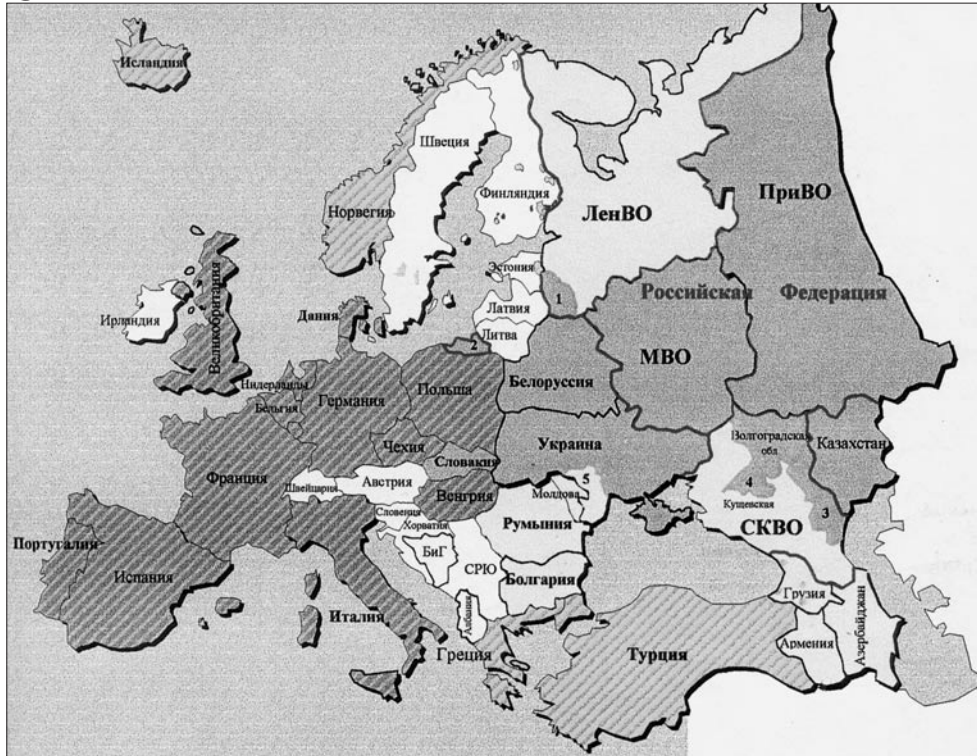 Исландия
Швеция
Финляндия
Норвегия
ЛенВО
ПриВО
Эстония
1
Российская Федерация
Латвия
Дания
Литва
2
Ирландия
Великобритания
МВО
Нидерланды
Бельгия
Германия
Польша
Белоруссия
Чехия
Словакия
Украина
Волгоградская
обл
Казахстан
Франция
Швейцария
Австрия
Венгрия
5
Молдова
4
Кущевская
3
Словения
Хорватия
Румыния
СКВО
Португалия
Испания
БиГ
СРЮ
Болгария
Грузия
Италия
Албания
Греция
Турция
Армения
Азербайджан